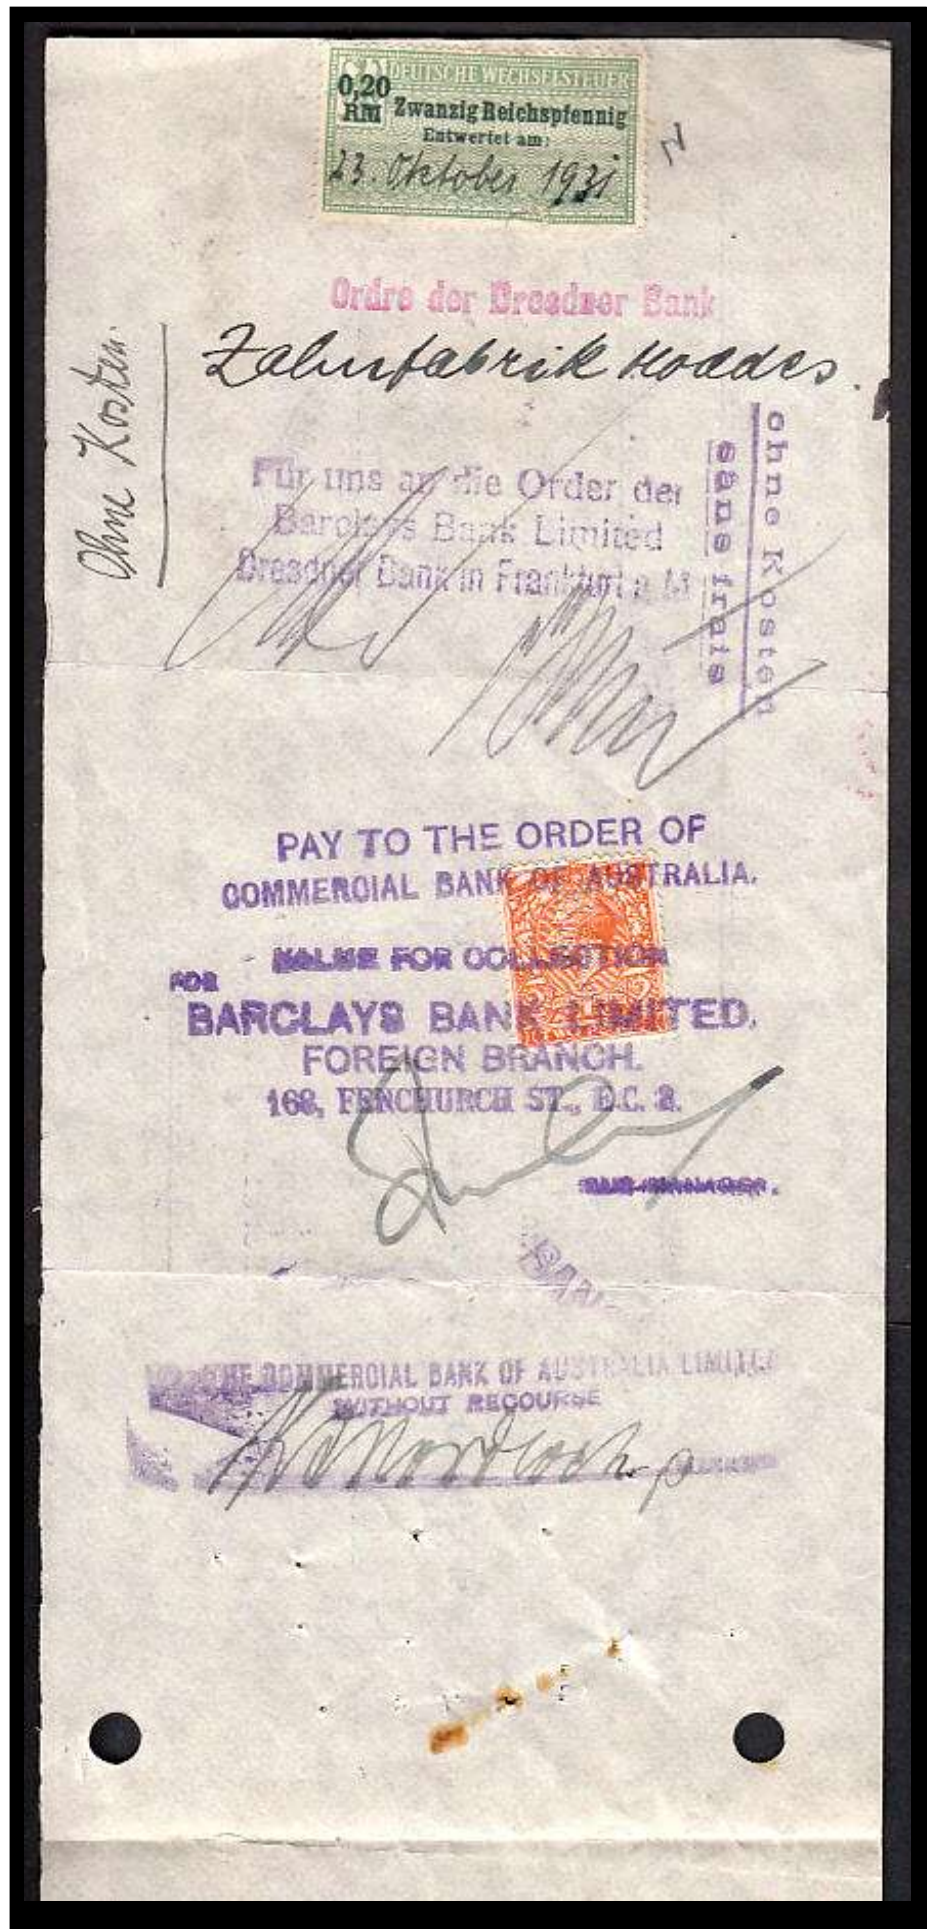 DEUTSCHE WECHSELSTEUER
0,20
RM Zwanzig Reichspfennig
Entwertet am:
23. Oktober 1931
Ordre der Dresdner Bank
Zahnfabrik
Ohne Kosten.
Für uns an die Order der
Barclays Bank Limited
Dresdner Bank in Frankfurt a. M
ohne Kosten
sans frais
PAY TO THE ORDER OF
COMMERCIAL BANK OF AUSTRALIA.
VALUE FOR COLLECTION
FOR
BARCLAYS BANK LIMITED.
FOREIGN BRANCH.
168, FENCHURCH ST., E.C. 3.
SUB-MANAGER.
THE COMMERCIAL BANK OF AUSTRALIA LIMITED
WITHOUT RECOURSE